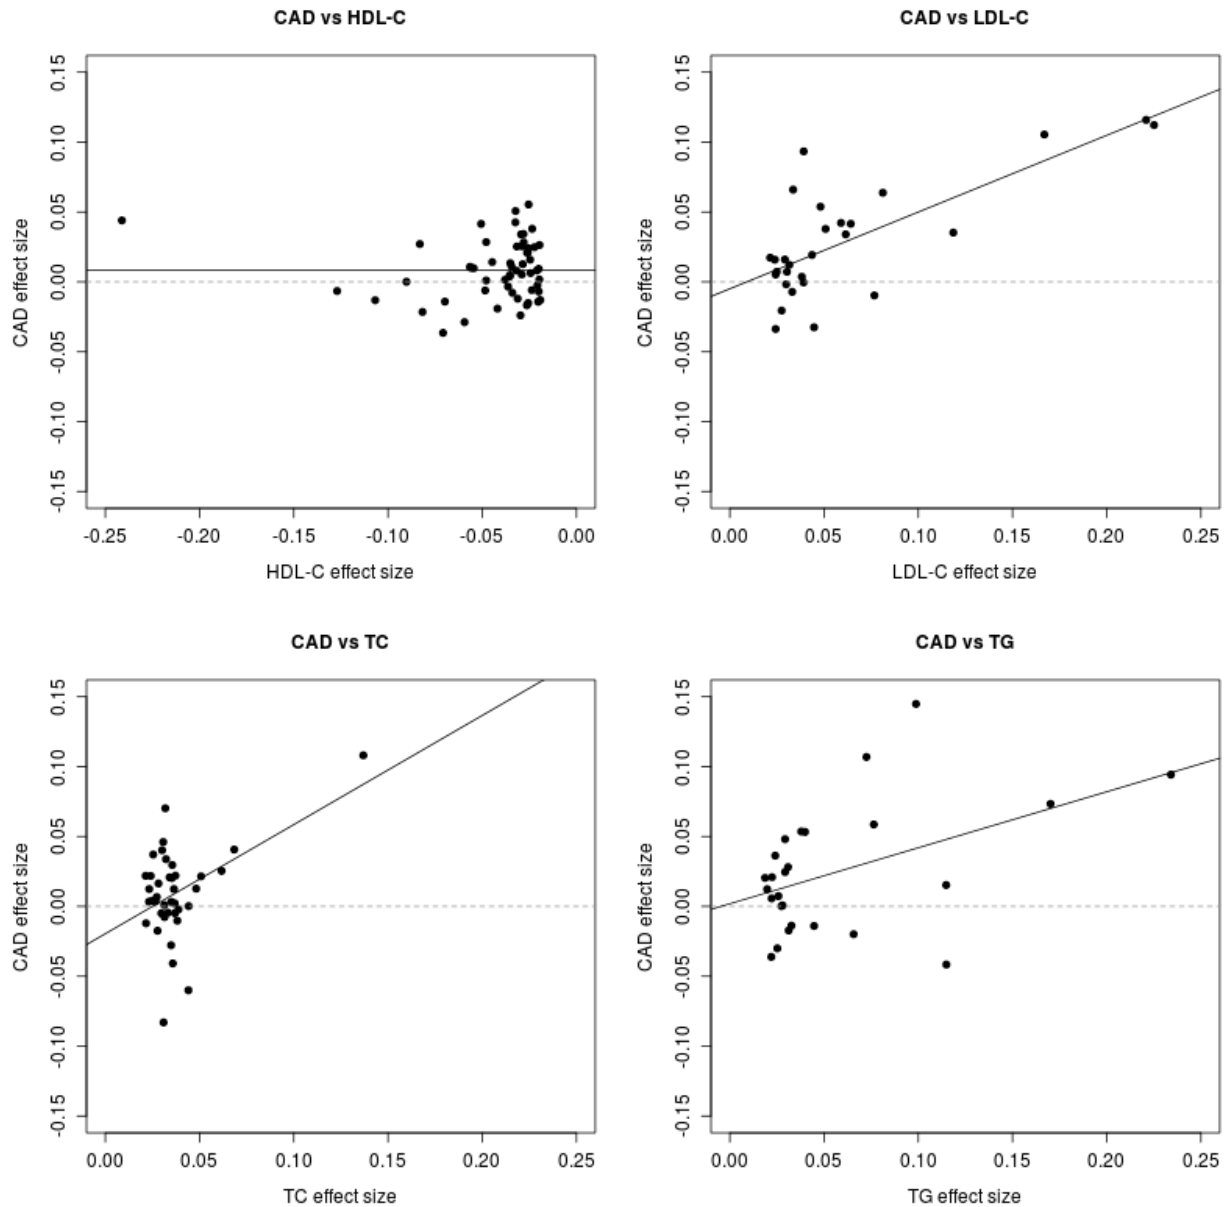 CAD vs HDL-C
CAD effect size
0.15
0.10
0.05
0.00
-0.05
-0.10
-0.15
-0.25 -0.20 -0.15 -0.10 -0.05 0.00
HDL-C effect size
CAD vs LDL-C
CAD effect size
0.15
0.10
0.05
0.00
-0.05
-0.10
-0.15
0.00 0.05 0.10 0.15 0.20 0.25
LDL-C effect size
CAD vs TC
CAD effect size
0.15
0.10
0.05
0.00
-0.05
-0.10
-0.15
0.00 0.05 0.10 0.15 0.20 0.25
TC effect size
CAD vs TG
CAD effect size
0.15
0.10
0.05
0.00
-0.05
-0.10
-0.15
0.00 0.05 0.10 0.15 0.20 0.25
TG effect size